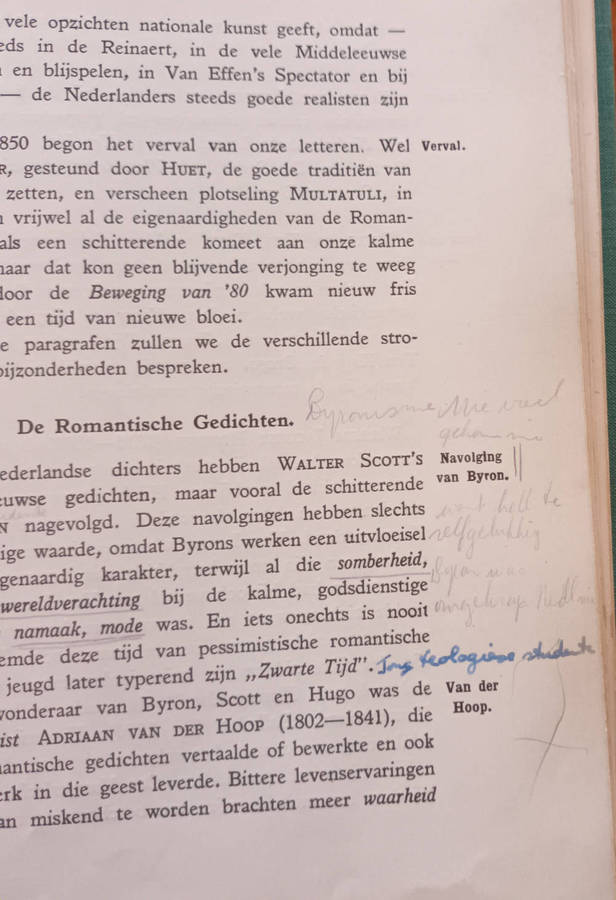 vele opzichten nationale kunst geeft, omdat —
eds in de Reinaert, in de vele Middeleeuwse
en blijspelen, in Van Effen's Spectator en bij
— de Nederlanders steeds goede realisten zijn
850 begon het verval van onze letteren. Wel
Verval.
R, gesteund door HUET, de goede traditiën van
zetten, en verscheen plotseling MULTATULI, in
n vrijwel al de eigenaardigheden van de Roman-
als een schitterende komeet aan onze kalme
maar dat kon geen blijvende verjonging te weeg
door de Beweging van '80 kwam nieuw fris
een tijd van nieuwe bloei.
e paragrafen zullen we de verschillende stro-
bijzonderheden bespreken.
De Romantische Gedichten.
Byronisme
ederlandse dichters hebben WALTER SCOTT'S
Navolging
van Byron.
euwse gedichten, maar vooral de schitterende
N nagevolgd. Deze navolgingen hebben slechts
ige waarde, omdat Byrons werken een uitvloeisel
zelfgelukkig
genaardig karakter, terwijl al die somberheid,
Byron was
wereldverachting bij de kalme, godsdienstige
namaak, mode was. En iets onechts is nooit
emde deze tijd van pessimistische romantische
jeugd later typerend zijn „Zwarte Tijd”.
Jong teologiese studente
wonderaar van Byron, Scott en Hugo was de
Van der
Hoop.
ist ADRIAAN VAN DER HOOP (1802—1841), die
mantische gedichten vertaalde of bewerkte en ook
erk in die geest leverde. Bittere levenservaringen
an miskend te worden brachten meer waarheid